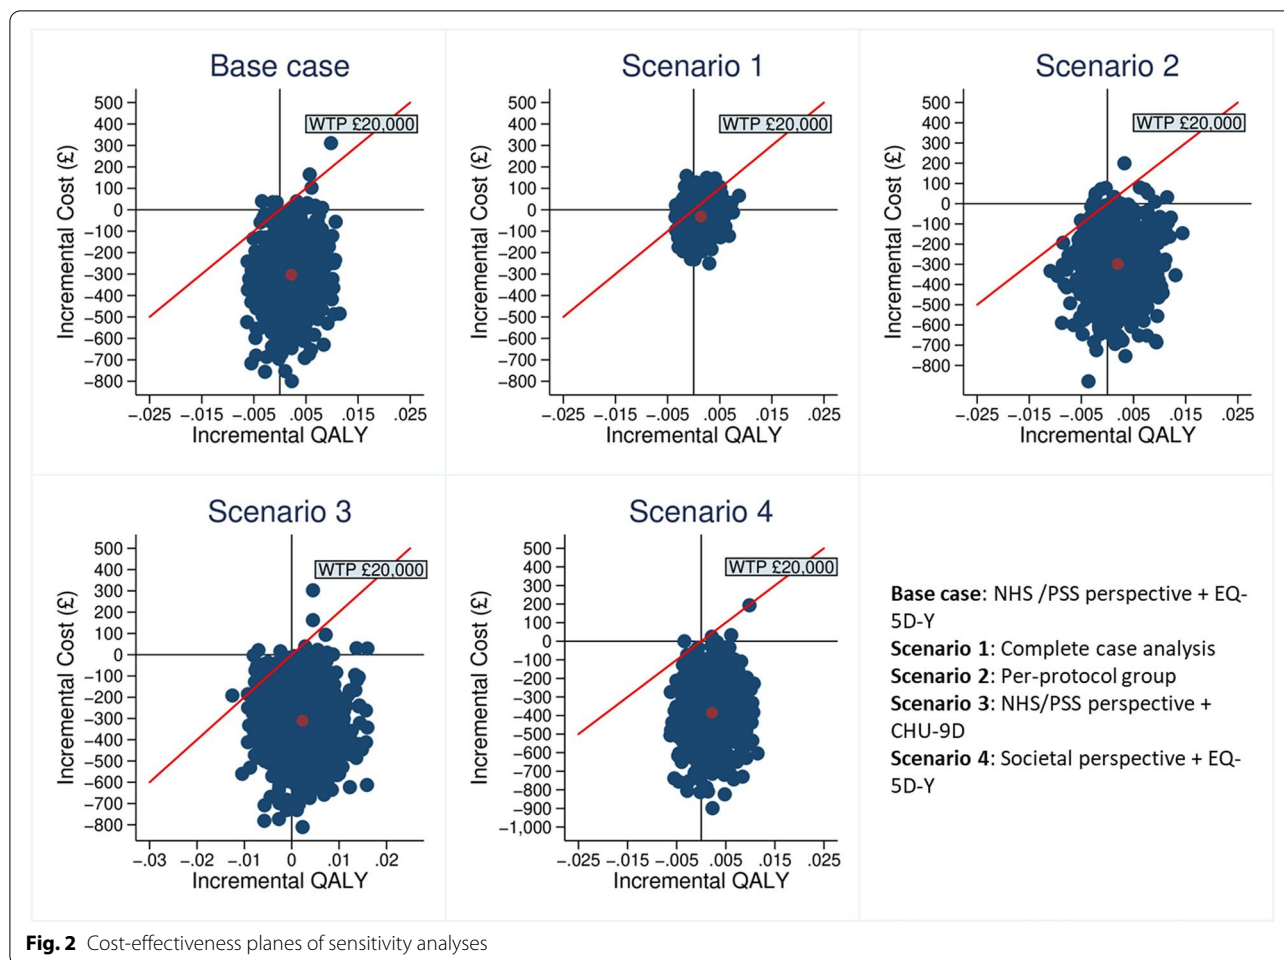 Base case
500
400
300
200
100
0
−100
−200
−300
−400
−500
−600
−700
−800
Incremental Cost (£)
WTP £20,000
−.025 −.015 −.005 .005 .015 .025
Incremental QALY
Scenario 1
500
400
300
200
100
0
−100
−200
−300
−400
−500
−600
−700
−800
Incremental Cost (£)
WTP £20,000
−.025 −.015 −.005 .005 .015 .025
Incremental QALY
Scenario 2
500
400
300
200
100
0
−100
−200
−300
−400
−500
−600
−700
−800
Incremental Cost (£)
WTP £20,000
−.025 −.015 −.005 .005 .015 .025
Incremental QALY
Scenario 3
500
400
300
200
100
0
−100
−200
−300
−400
−500
−600
−700
−800
Incremental Cost (£)
WTP £20,000
−.03 −.02 −.01 0 .01 .02
Incremental QALY
Scenario 4
500
400
300
200
100
0
−100
−200
−300
−400
−500
−600
−700
−800
−900
−1,000
Incremental Cost (£)
WTP £20,000
−.025 −.015 −.005 .005 .015 .025
Incremental QALY
Base case: NHS /PSS perspective + EQ-
5D-Y
Scenario 1: Complete case analysis
Scenario 2: Per-protocol group
Scenario 3: NHS/PSS perspective +
CHU-9D
Scenario 4: Societal perspective + EQ-
5D-Y
Fig. 2 Cost-effectiveness planes of sensitivity analyses